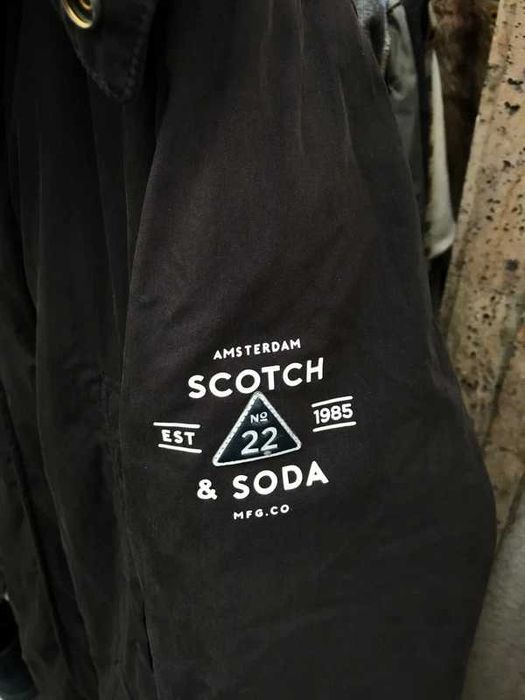 AMSTERDAM
SCOTCH
EST No 22 1985
& SODA
MFG.CO